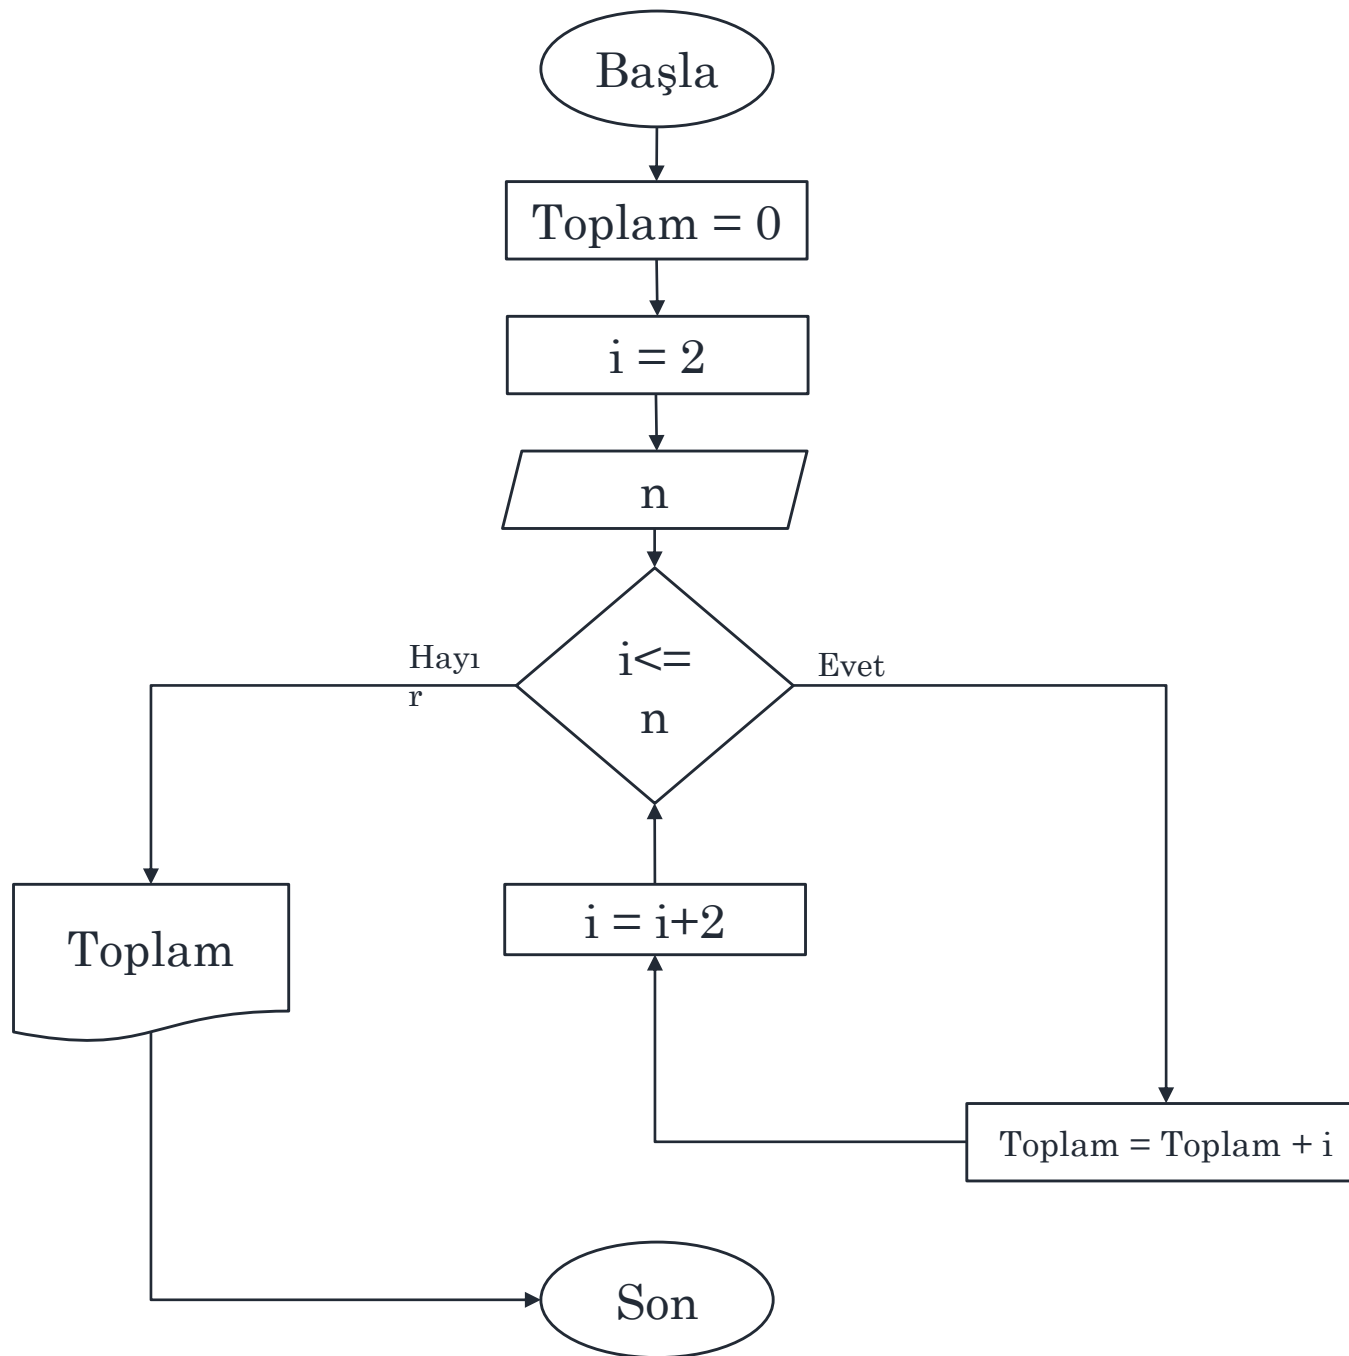 Başla
Toplam = 0
i = 2
n
i<=
n
Hayı
r
Evet
Toplam
i = i+2
Toplam = Toplam + i
Son